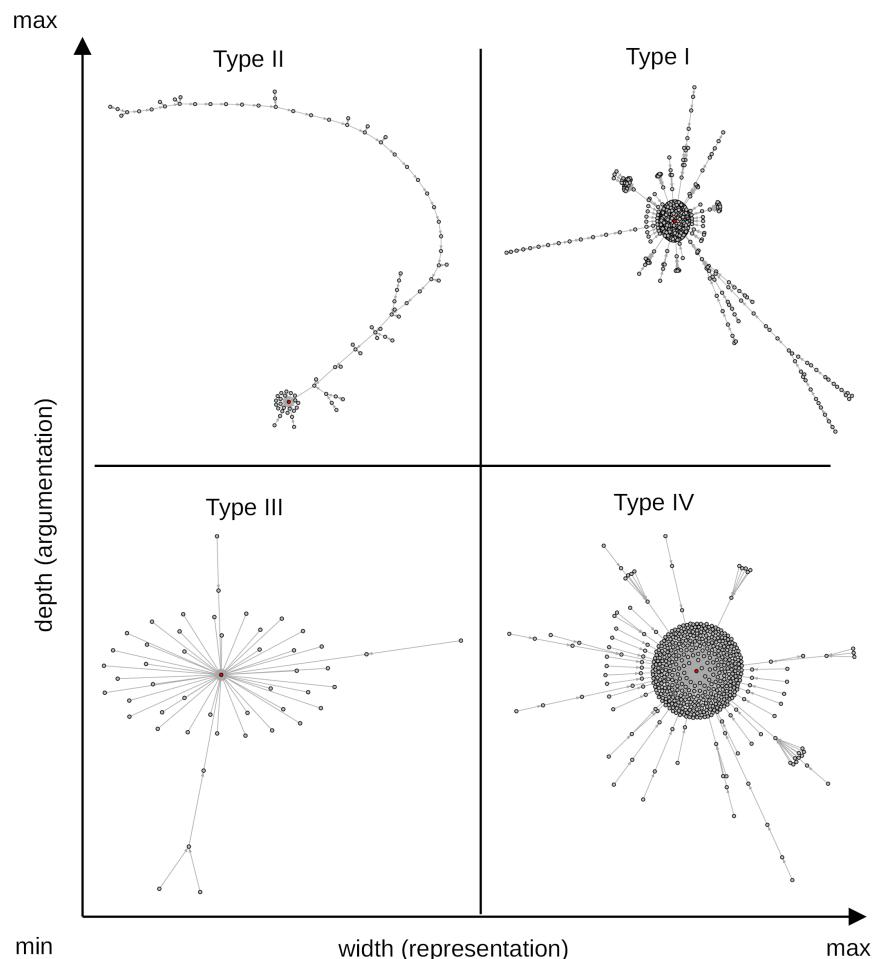 max
Type II
Type I
depth (argumentation)
Type III
Type IV
min
width (representation)
max